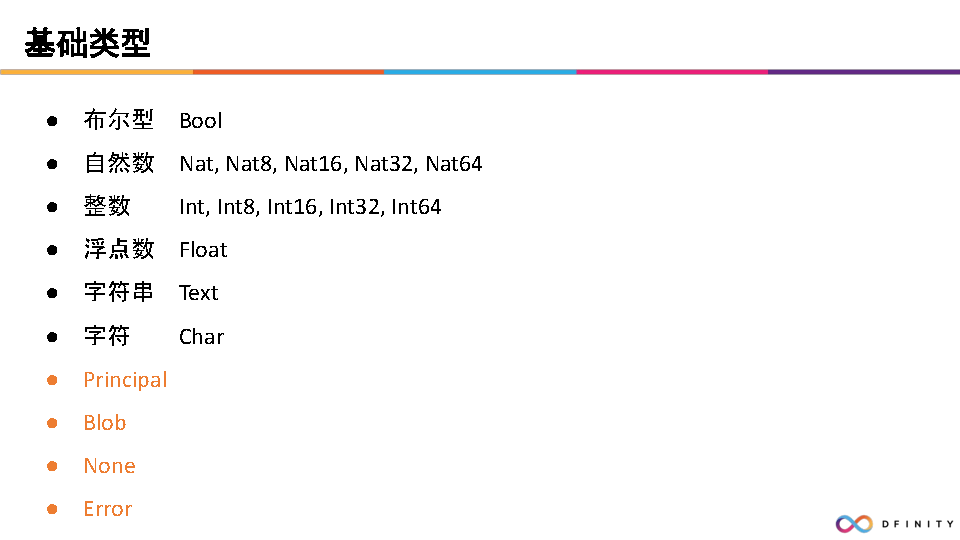 基础类型
● 布尔型 Bool
● 自然数 Nat, Nat8, Nat16, Nat32, Nat64
● 整数 Int, Int8, Int16, Int32, Int64
● 浮点数 Float
● 字符串 Text
● 字符 Char
● Principal
● Blob
● None
● Error
DFINITY